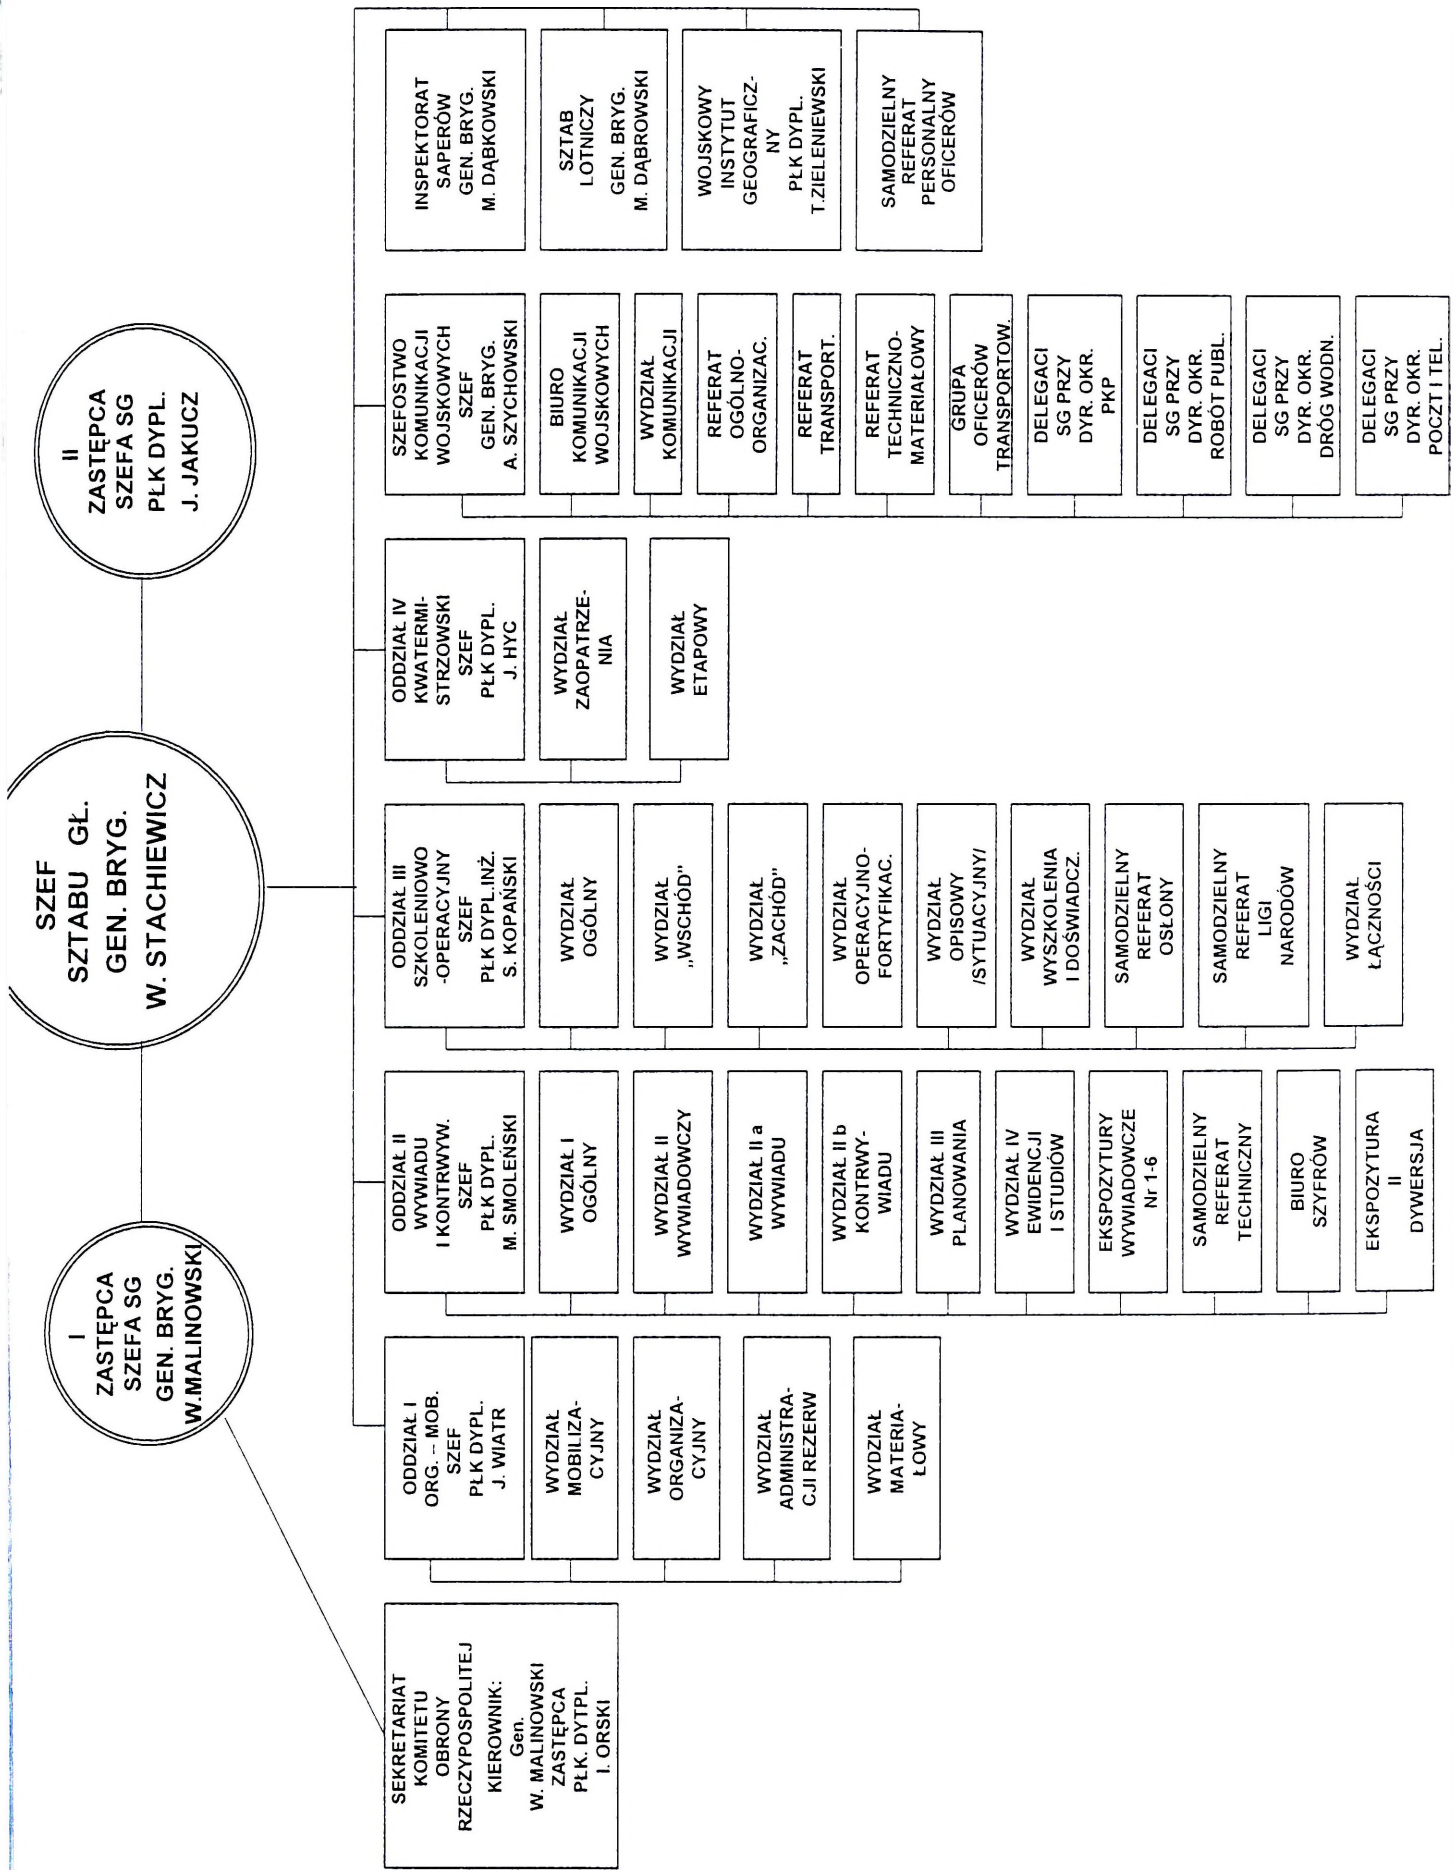 SZEF
SZTABU GŁ.
GEN. BRYG.
W. STACHIEWICZ
I
ZASTĘPCA
SZEFA SG
GEN. BRYG.
W.MALINOWSKI
II
ZASTĘPCA
SZEFA SG
PŁK DYPL.
J. JAKUCZ
SEKRETARIAT
KOMITETU
OBRONY
RZECZYPOSPOLITEJ
KIEROWNIK:
Gen.
W. MALINOWSKI
ZASTĘPCA
PŁK. DYTPL.
I. ORSKI
ODDZIAŁ I
ORG. – MOB.
SZEF
PŁK DYPL.
J. WIATR
WYDZIAŁ
MOBILIZA-
CYJNY
WYDZIAŁ
ORGANIZA-
CYJNY
WYDZIAŁ
ADMINISTRA-
CJI REZERW
WYDZIAŁ
MATERIA-
ŁOWY
ODDZIAŁ II
WYWIADU
I KONTRWYW.
SZEF
PŁK DYPL.
M. SMOLEŃSKI
WYDZIAŁ I
OGÓLNY
WYDZIAŁ II
WYWIADOWCZY
WYDZIAŁ II a
WYWIADU
WYDZIAŁ II b
KONTRWY-
WIADU
WYDZIAŁ III
PLANOWANIA
WYDZIAŁ IV
EWIDENCJI
I STUDIÓW
EKSPOZYTURY
WYWIADOWCZE
Nr 1-6
SAMODZIELNY
REFERAT
TECHNICZNY
BIURO
SZYFRÓW
EKSPOZYTURA
II
DYWERSJA
ODDZIAŁ III
SZKOLENIOWO
-OPERACYJNY
SZEF
PŁK DYPL.INŻ.
S. KOPAŃSKI
WYDZIAŁ
OGÓLNY
WYDZIAŁ
„WSCHÓD"
WYDZIAŁ
„ZACHÓD"
WYDZIAŁ
OPERACYJNO-
FORTYFIKAC.
WYDZIAŁ
OPISOWY
/SYTUACYJNY/
WYDZIAŁ
WYSZKOLENIA
I DOŚWIADCZ.
SAMODZIELNY
REFERAT
OSŁONY
SAMODZIELNY
REFERAT
LIGI
NARODÓW
WYDZIAŁ
ŁĄCZNOŚCI
ODDZIAŁ IV
KWATERMI-
STRZOWSKI
SZEF
PŁK DYPL.
J. HYC
WYDZIAŁ
ZAOPATRZE-
NIA
WYDZIAŁ
ETAPOWY
SZEFOSTWO
KOMUNIKACJI
WOJSKOWYCH
SZEF
GEN. BRYG.
A. SZYCHOWSKI
BIURO
KOMUNIKACJI
WOJSKOWYCH
WYDZIAŁ
KOMUNIKACJI
REFERAT
OGÓLNO-
ORGANIZAC.
REFERAT
TRANSPORT.
REFERAT
TECHNICZNO-
MATERIAŁOWY
GRUPA
OFICERÓW
TRANSPORTOW.
DELEGACI
SG PRZY
DYR. OKR.
PKP
DELEGACI
SG PRZY
DYR. OKR.
ROBÓT PUBL.
DELEGACI
SG PRZY
DYR. OKR.
DRÓG WODN.
DELEGACI
SG PRZY
DYR. OKR.
POCZT I TEL.
INSPEKTORAT
SAPERÓW
GEN. BRYG.
M. DĄBKOWSKI
SZTAB
LOTNICZY
GEN. BRYG.
M. DĄBROWSKI
WOJSKOWY
INSTYTUT
GEOGRAFICZ-
NY
PŁK DYPL.
T.ZIELENIEWSKI
SAMODZIELNY
REFERAT
PERSONALNY
OFICERÓW